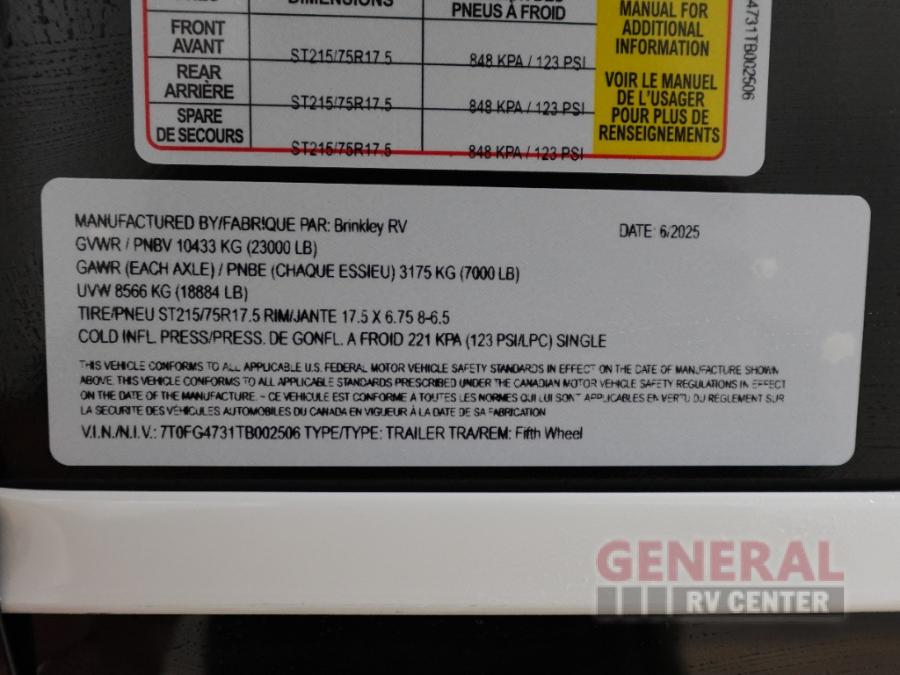 DIMENSIONS
PNEUS À FROID
FRONT
AVANT
ST215/75R17.5
848 KPA / 123 PSI
REAR
ARRIÈRE
ST215/75R17.5
848 KPA / 123 PSI
SPARE
DE SECOURS
ST215/75R17.5
848 KPA / 123 PSI
MANUAL FOR
ADDITIONAL
INFORMATION
VOIR LE MANUEL
DE L'USAGER
POUR PLUS DE
RENSEIGNEMENTS
4731TB002506
MANUFACTURED BY/FABRIQUE PAR: Brinkley RV
DATE: 6/2025
GVWR / PNBV 10433 KG (23000 LB)
GAWR (EACH AXLE) / PNBE (CHAQUE ESSIEU) 3175 KG (7000 LB)
UVW 8566 KG (18884 LB)
TIRE/PNEU ST215/75R17.5 RIM/JANTE 17.5 X 6.75 8-6.5
COLD INFL. PRESS/PRESS. DE GONFL. A FROID 221 KPA (123 PSI/LPC) SINGLE
THIS VEHICLE CONFORMS TO ALL APPLICABLE U.S. FEDERAL MOTOR VEHICLE SAFETY STANDARDS IN EFFECT ON THE DATE OF MANUFACTURE SHOWN
ABOVE. THIS VEHICLE CONFORMS TO ALL APPLICABLE STANDARDS PRESCRIBED UNDER THE CANADIAN MOTOR VEHICLE SAFETY REGULATIONS IN EFFECT
ON THE DATE OF THE MANUFACTURE. - CE VEHICULE EST CONFORME A TOUTES LES NORMES QUI LUI SONT APPLICABLES EN VERTU DU REGLEMENT SUR
LA SECURITE DES VEHICULES AUTOMOBILES DU CANADA EN VIGUEUR À LA DATE DE SA FABRICATION
V.I.N./N.I.V.: 7T0FG4731TB002506 TYPE/TYPE: TRAILER TRA/REM: Fifth Wheel
GENERAL
RV CENTER